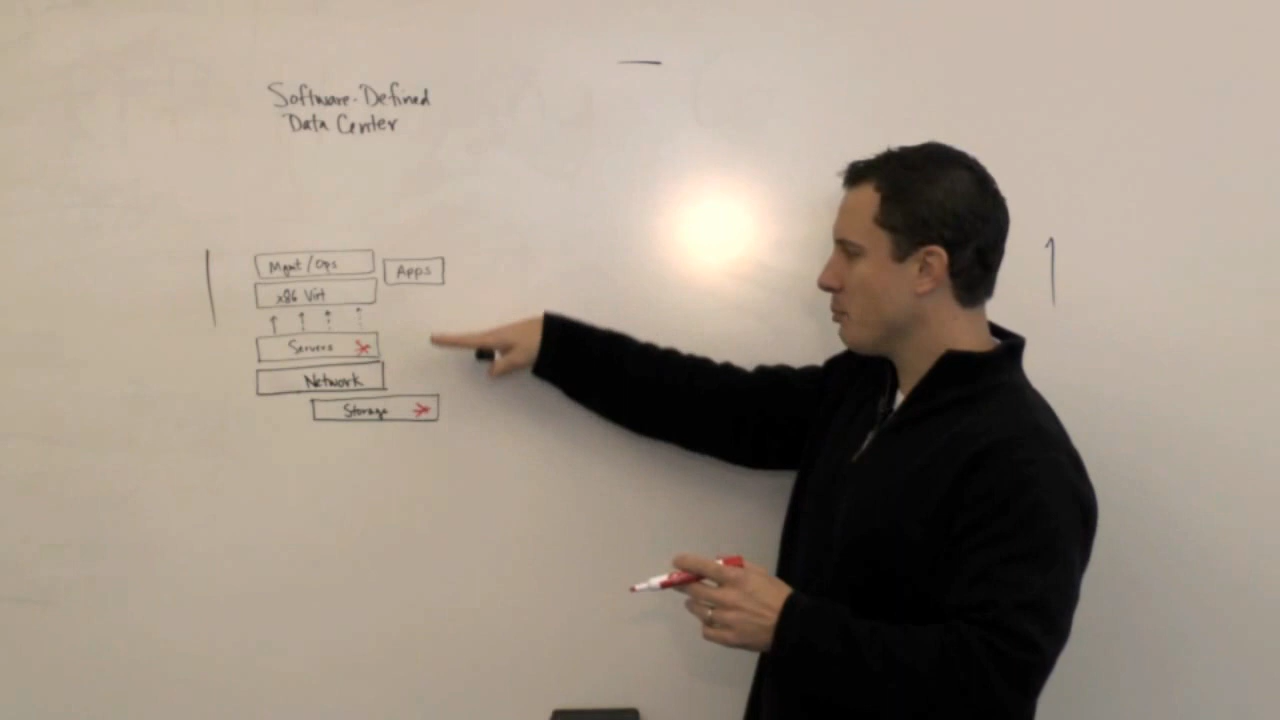 Software-Defined
Data Center
Mgmt/Ops
Apps
x86 Virt
Servers
Network
Storage